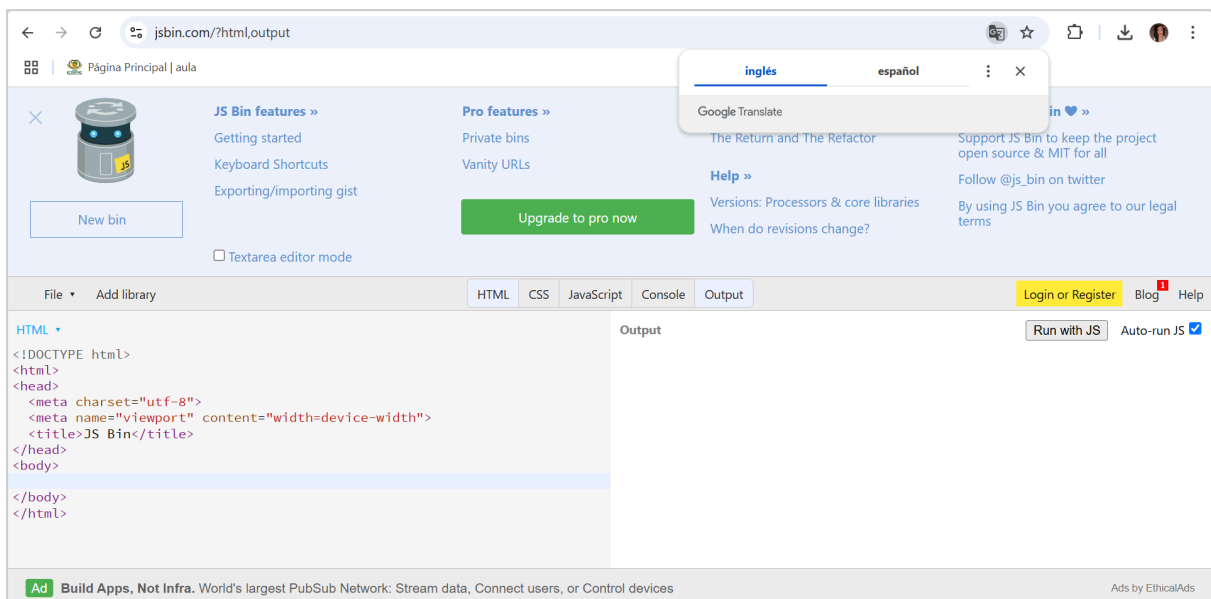 jsbin.com/?html,output
Página Principal | aula
inglés
español
Google Translate
JS
New bin
JS Bin features »
Getting started
Keyboard Shortcuts
Exporting/importing gist
Textarea editor mode
Pro features »
Private bins
Vanity URLs
Upgrade to pro now
The Return and The Refactor
Help »
Versions: Processors & core libraries
When do revisions change?
in 💙 »
Support JS Bin to keep the project
open source & MIT for all
Follow @js_bin on twitter
By using JS Bin you agree to our legal
terms
File ▾ Add library HTML CSS JavaScript Console Output Login or Register Blog 1 Help
HTML ▾
<!DOCTYPE html>
<html>
<head>
  <meta charset="utf-8">
  <meta name="viewport" content="width=device-width">
  <title>JS Bin</title>
</head>
<body>
</body>
</html>
Output Run with JS Auto-run JS
Ad Build Apps, Not Infra. World's largest PubSub Network: Stream data, Connect users, or Control devices Ads by EthicalAds